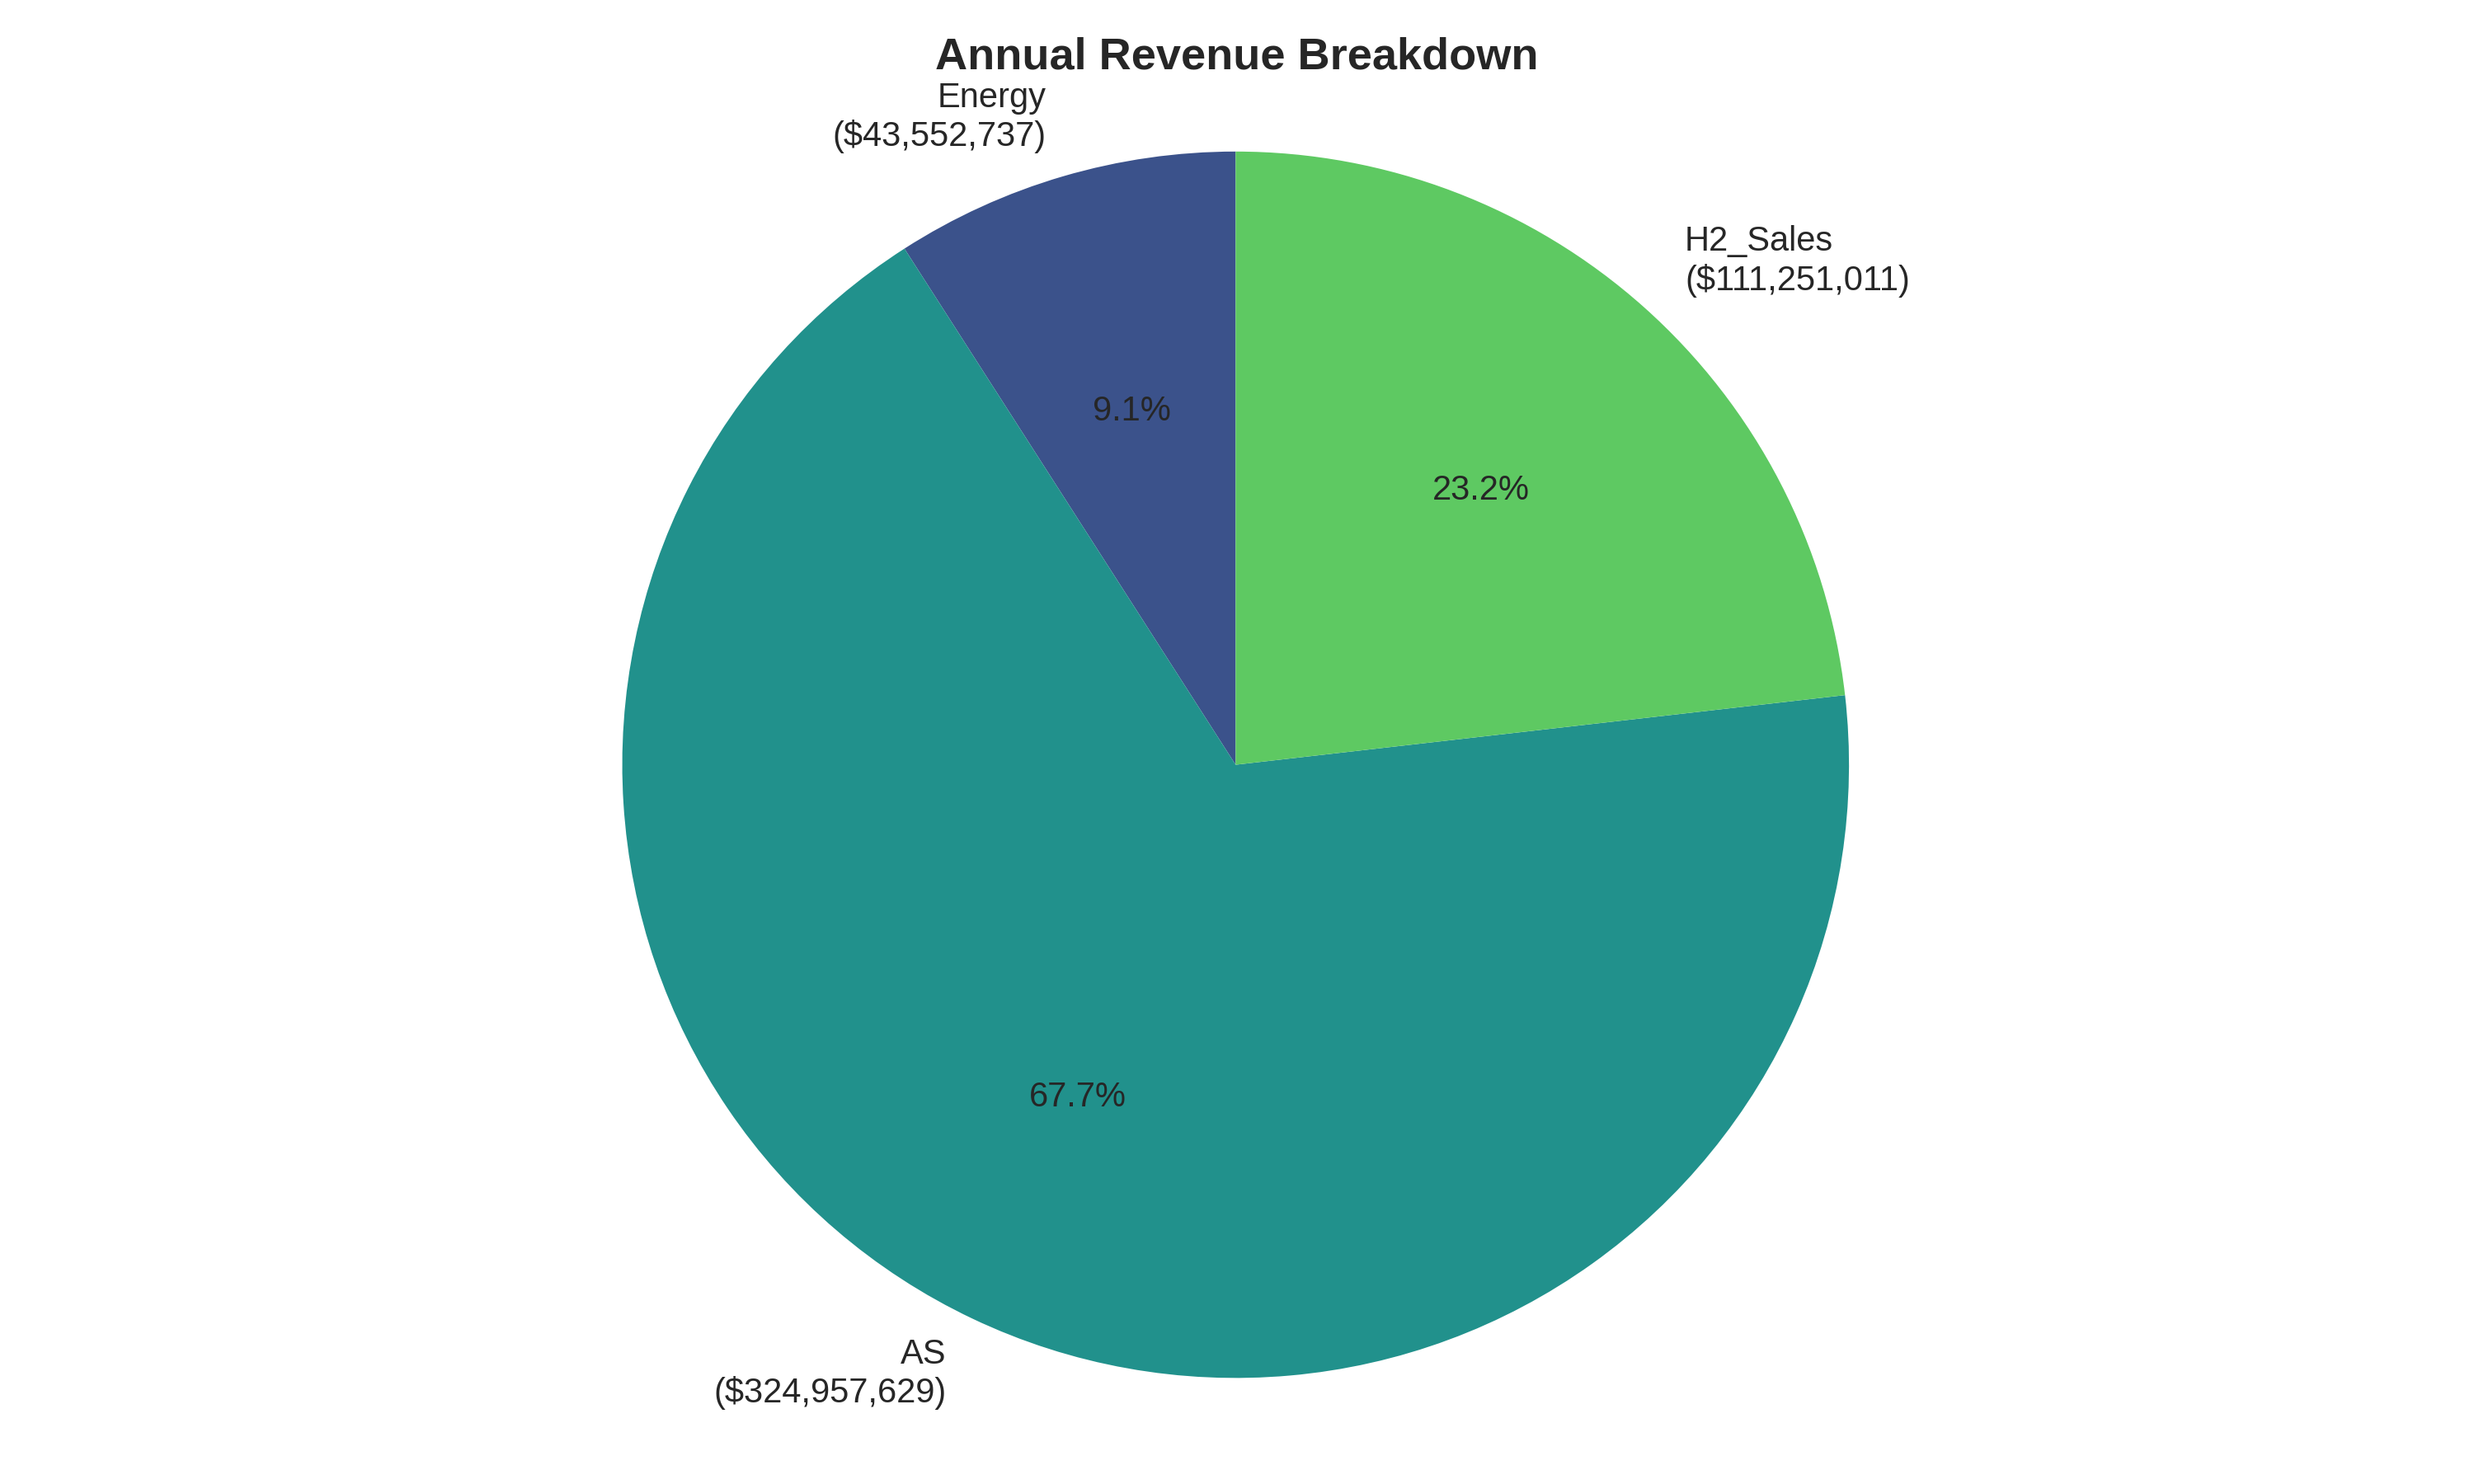 Annual Revenue Breakdown
Energy
($43,552,737)
H2_Sales
($111,251,011)
9.1%
23.2%
67.7%
AS
($324,957,629)